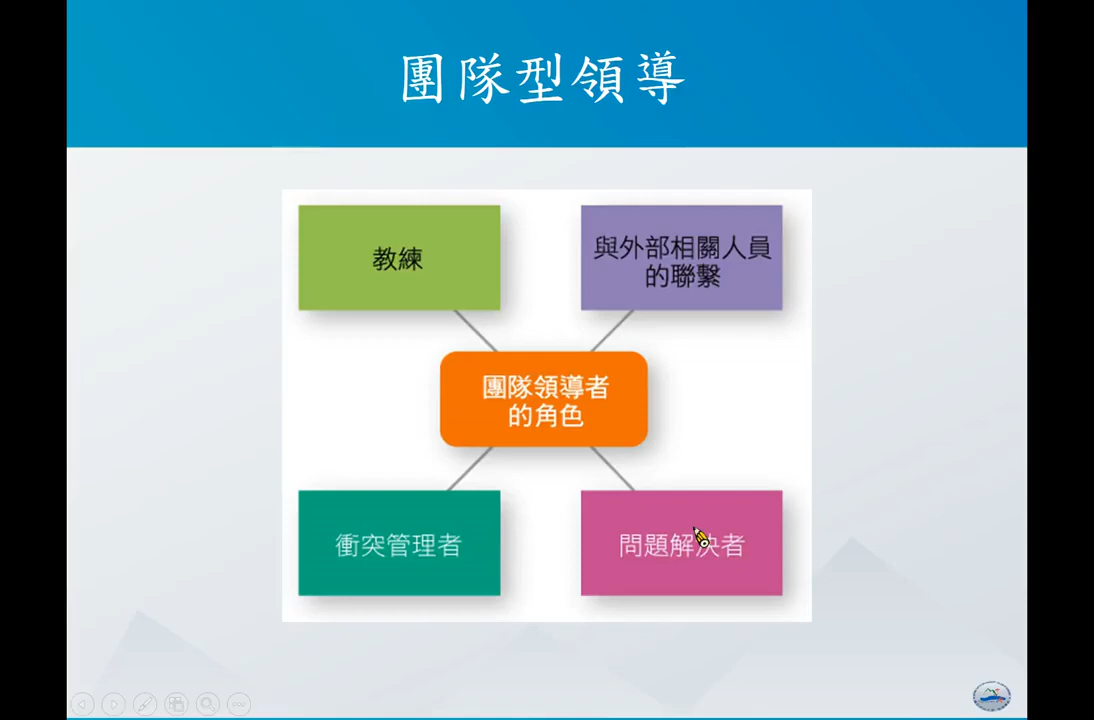 團隊型領導
教練
與外部相關人員
的聯繫
團隊領導者
的角色
衝突管理者
問題解決者